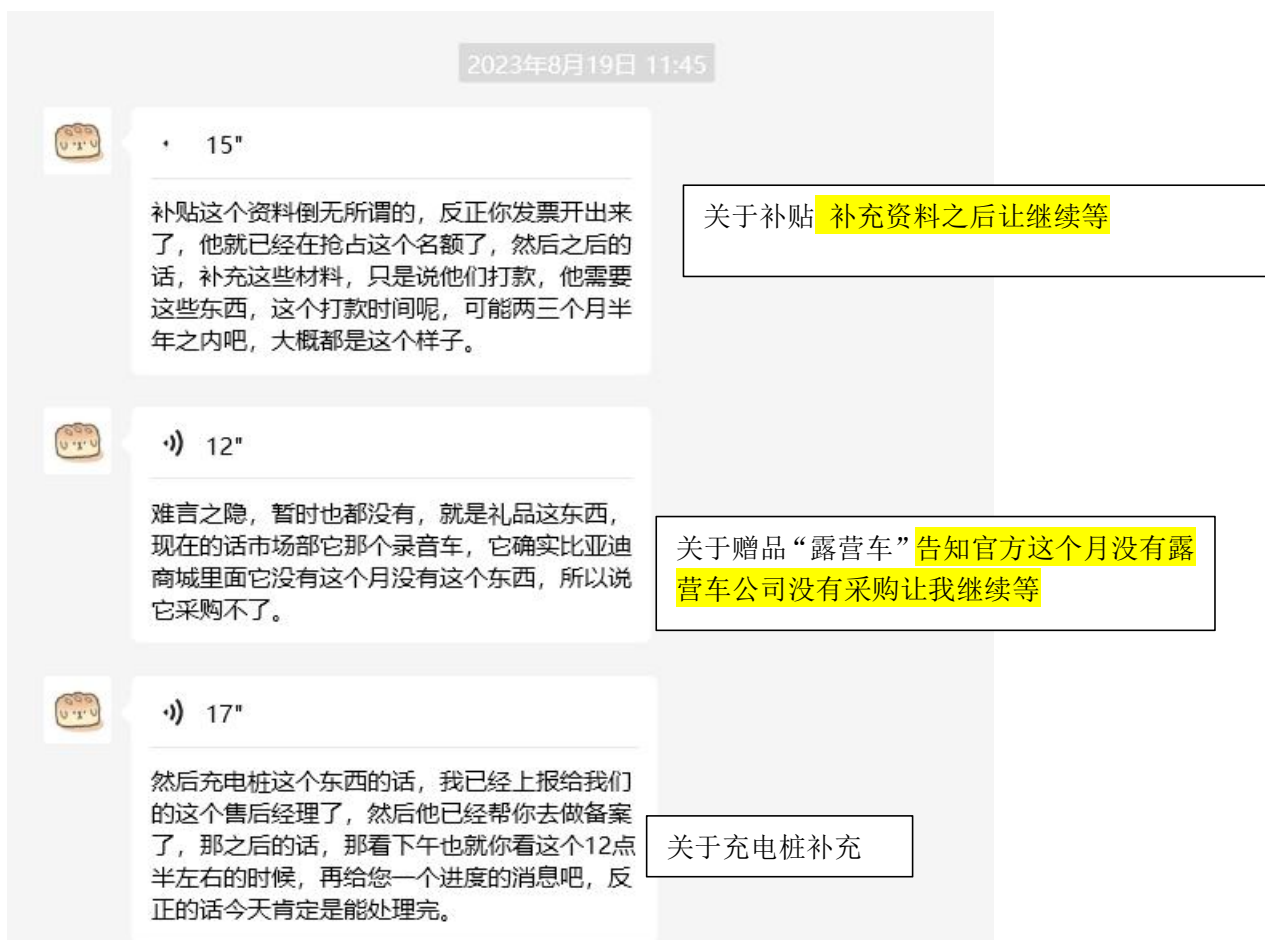 2023年8月19日 11:45
15"
补贴这个资料倒无所谓的，反正你发票开出来
了，他就已经在抢占这个名额了，然后之后的
话，补充这些材料，只是说他们打款，他需要
这些东西，这个打款时间呢，可能两三个月半
年之内吧，大概都是这个样子。
关于补贴 补充资料之后让继续等
12"
难言之隐，暂时也都没有，就是礼品这东西，
现在的话市场部它那个录音车，它确实比亚迪
商城里面它没有这个月没有这个东西，所以说
它采购不了。
关于赠品“露营车”告知官方这个月没有露
营车公司没有采购让我继续等
17"
然后充电桩这个东西的话，我已经上报给我们
的这个售后经理了，然后他已经帮你去做备案
了，那之后的话，那看下午也就你看这个12点
半左右的时候，再给您一个进度的消息吧，反
正的话今天肯定是能处理完。
关于充电桩补充